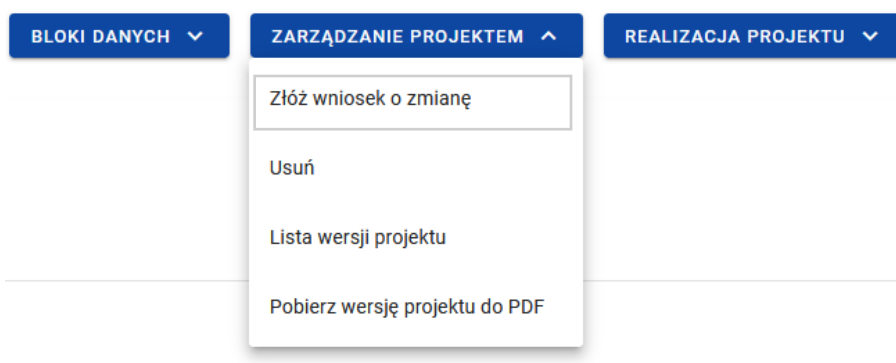 BLOKI DANYCH
ZARZĄDZANIE PROJEKTEM
REALIZACJA PROJEKTU
Złóż wniosek o zmianę
Usuń
Lista wersji projektu
Pobierz wersję projektu do PDF